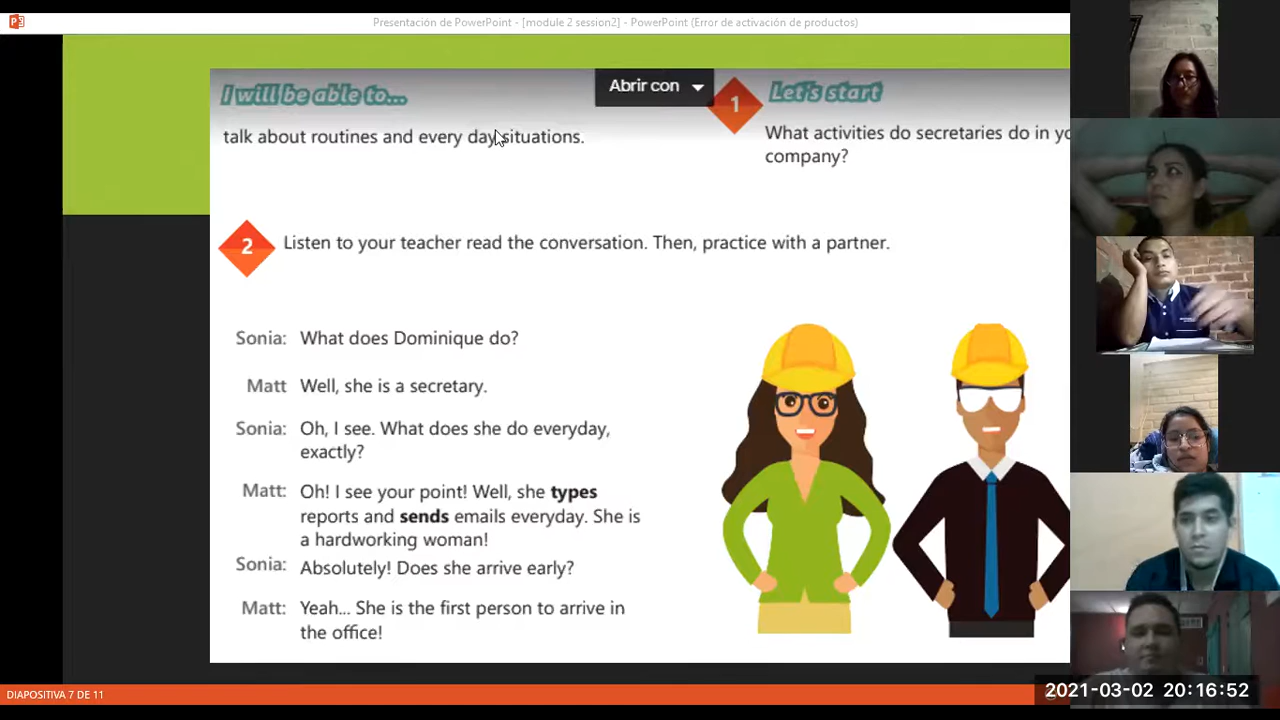 Presentación de PowerPoint - [module 2 session2] - PowerPoint (Error de activación de productos)
I will be able to...
talk about routines and every day situations.
Abrir con
1
Let's start
What activities do secretaries do in
company?
2
Listen to your teacher read the conversation. Then, practice with a partner.
Sonia: What does Dominique do?
Matt Well, she is a secretary.
Sonia: Oh, I see. What does she do everyday,
exactly?
Matt: Oh! I see your point! Well, she types
reports and sends emails everyday. She is
a hardworking woman!
Sonia: Absolutely! Does she arrive early?
Matt: Yeah... She is the first person to arrive in
the office!
DIAPOSITIVA 7 DE 11
2021-03-02 20:16:52